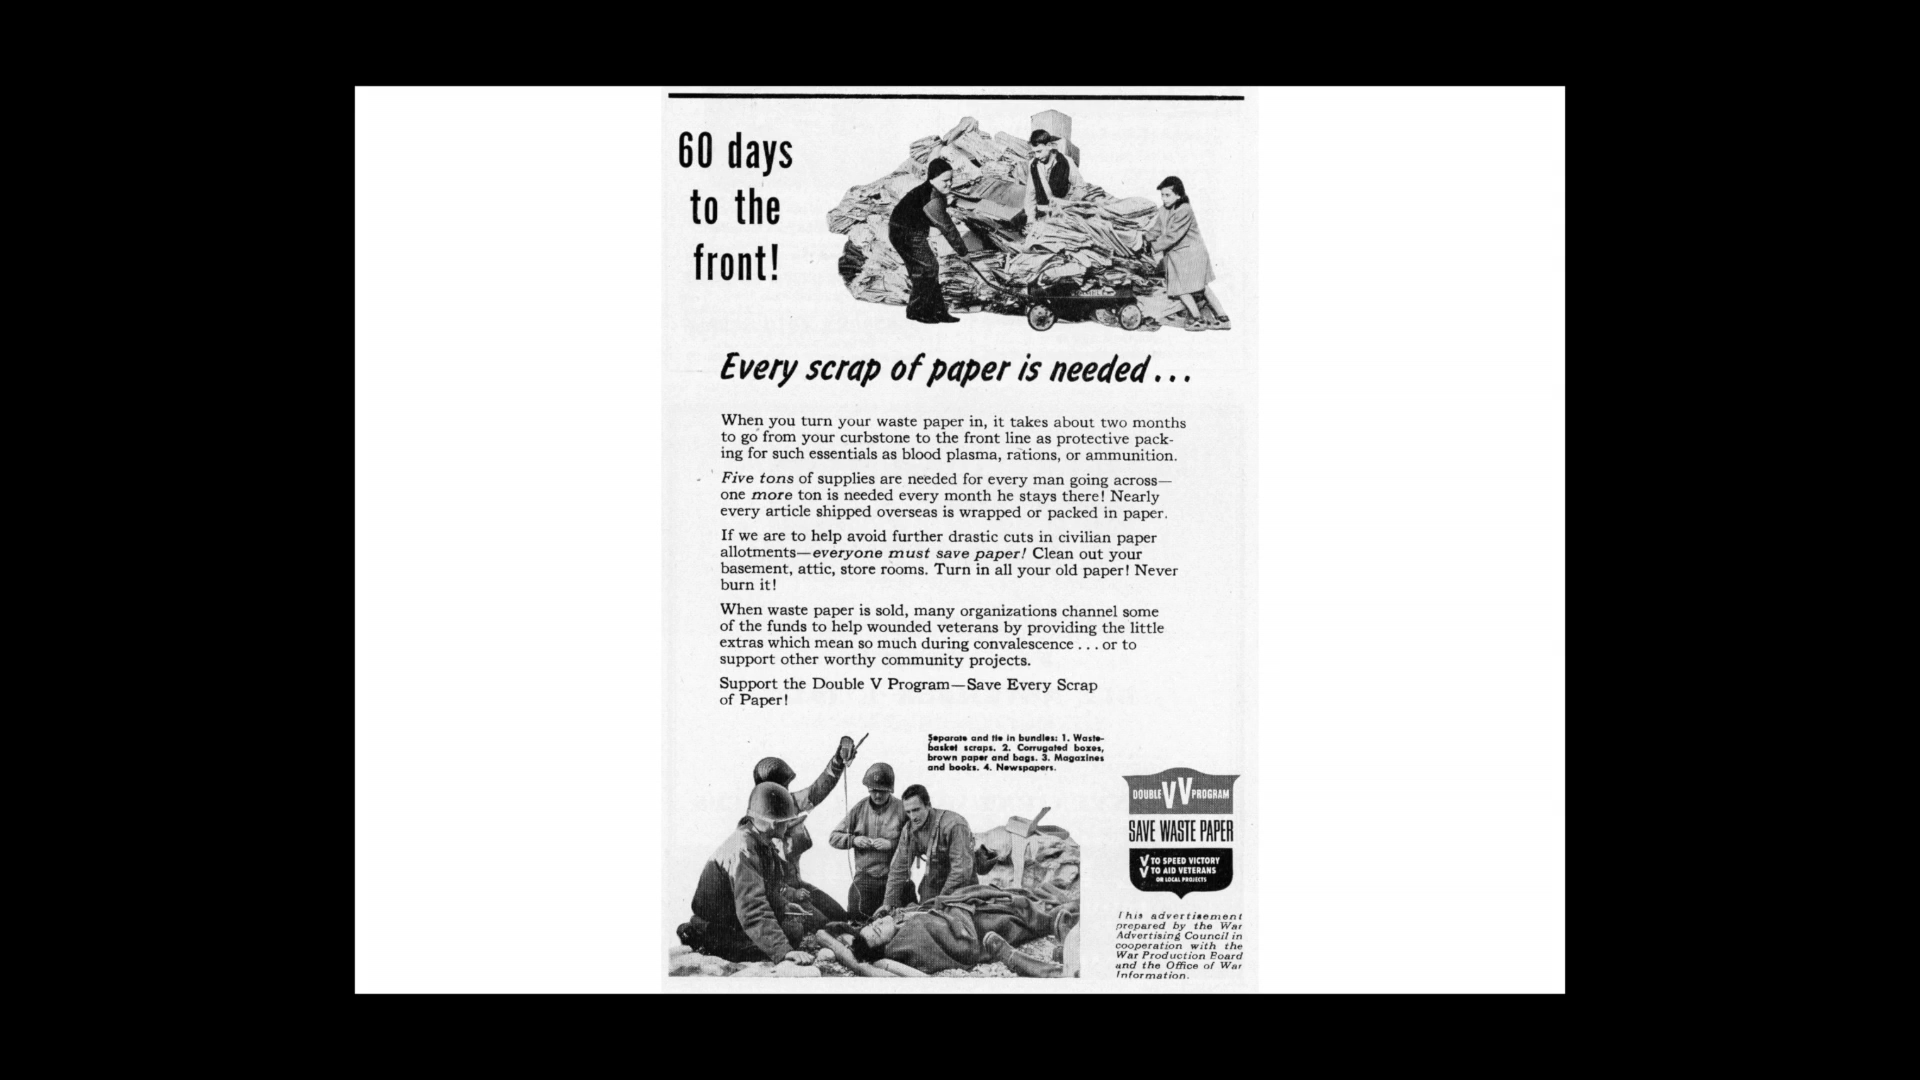 60 days
to the
front!
Every scrap of paper is needed...
When you turn your waste paper in, it takes about two months
to go from your curbstone to the front line as protective pack-
ing for such essentials as blood plasma, rations, or ammunition.
Five tons of supplies are needed for every man going across—
one more ton is needed every month he stays there! Nearly
every article shipped overseas is wrapped or packed in paper.
If we are to help avoid further drastic cuts in civilian paper
allotments—everyone must save paper! Clean out your
basement, attic, store rooms. Turn in all your old paper! Never
burn it!
When waste paper is sold, many organizations channel some
of the funds to help wounded veterans by providing the little
extras which mean so much during convalescence...or to
support other worthy community projects.
Support the Double V Program—Save Every Scrap
of Paper!
Separate and tie in bundles: 1. Waste-
basket scraps. 2. Corrugated boxes,
brown paper and bags. 3. Magazines
and books. 4. Newspapers.
DOUBLE VV PROGRAM
SAVE WASTE PAPER
V TO SPEED VICTORY
V TO AID VETERANS
OR LOCAL PROJECTS
This advertisement
prepared by the War
Advertising Council in
cooperation with the
War Production Board
and the Office of War
Information.